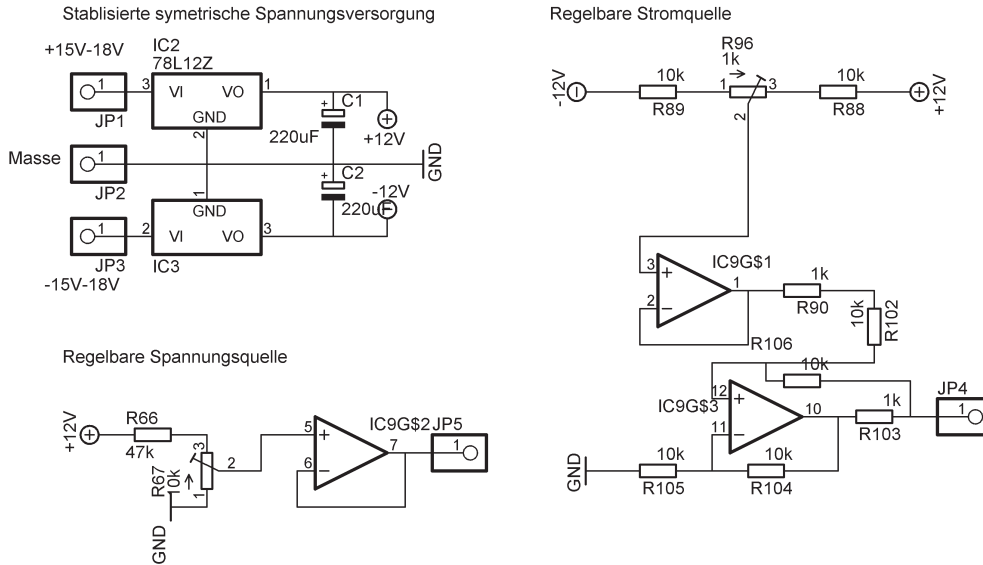 Stablisierte symetrische Spannungsversorgung
+15V-18V
IC2
78L12Z
1
JP1
3
VI
VO
1
GND
2
+
C1
220uF
+12V
Masse
1
JP2
GND
1
GND
+
C2
220uF
-12V
1
JP3
-15V-18V
2
VI
VO
3
IC3
Regelbare Spannungsquelle
+12V
R66
47k
R67
10k
3
2
1
GND
5
+
6
−
IC9G$2
7
JP5
1
Regelbare Stromquelle
-12V
10k
R89
R96
1k
1
3
2
10k
R88
+12V
3
+
2
−
IC9G$1
1
1k
R90
10k
R102
R106
10k
12
+
11
−
IC9G$3
10
1k
R103
JP4
1
GND
10k
R105
10k
R104